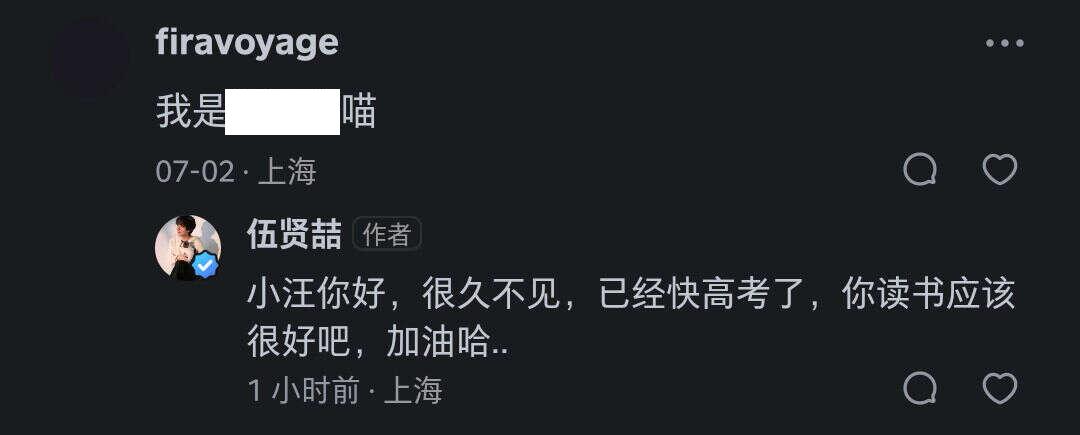 firavoyage
我是 喵
07-02 · 上海
伍贤喆 作者
小汪你好，很久不见，已经快高考了，你读书应该
很好吧，加油哈..
1 小时前 · 上海